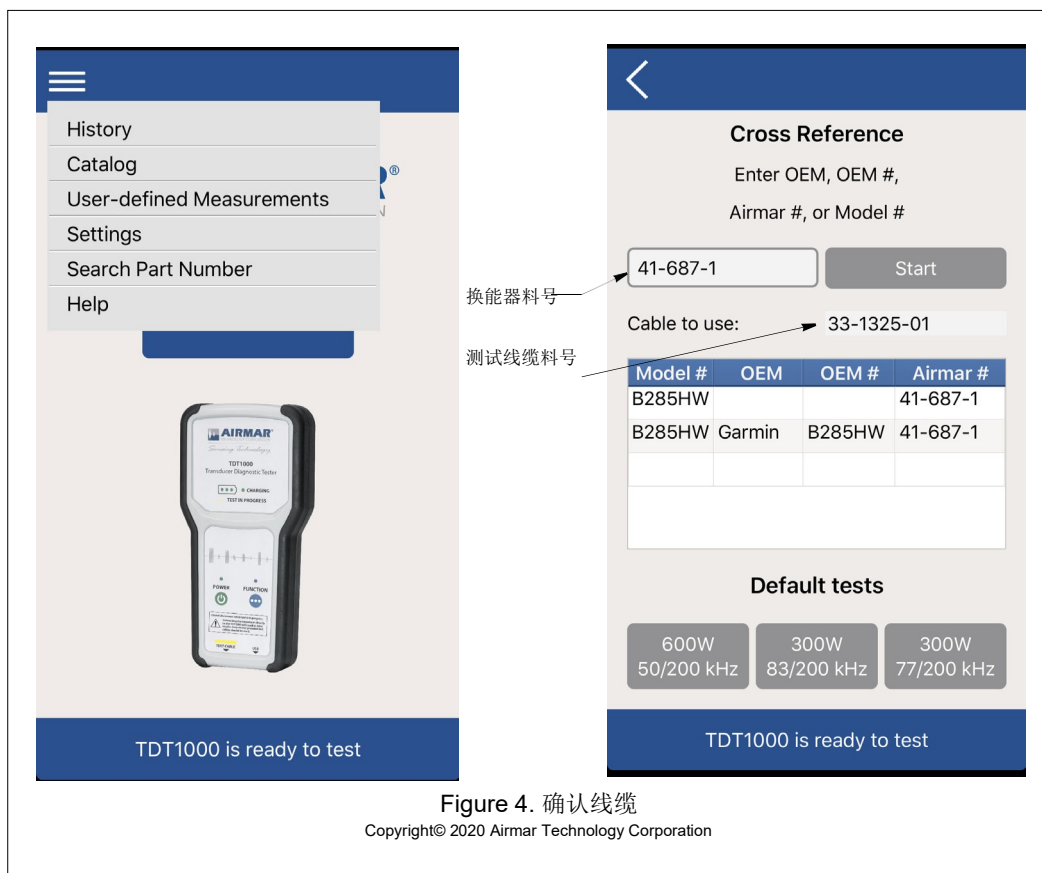 History
Catalog
User-defined Measurements
Settings
Search Part Number
Help
R®
N
AIRMAR
Sensing Technology
TDT1000
Transducer Diagnostic Tester
CHARGING
TEST IN PROGRESS
POWER
FUNCTION
TEST CABLE
USB
TDT1000 is ready to test
换能器料号
测试线缆料号
Cross Reference
Enter OEM, OEM #,
Airmar #, or Model #
41-687-1 Start
Cable to use: 33-1325-01
Model # OEM OEM # Airmar #
B285HW 41-687-1
B285HW Garmin B285HW 41-687-1
Default tests
600W 300W 300W
50/200 kHz 83/200 kHz 77/200 kHz
TDT1000 is ready to test
Figure 4. 确认线缆
Copyright© 2020 Airmar Technology Corporation